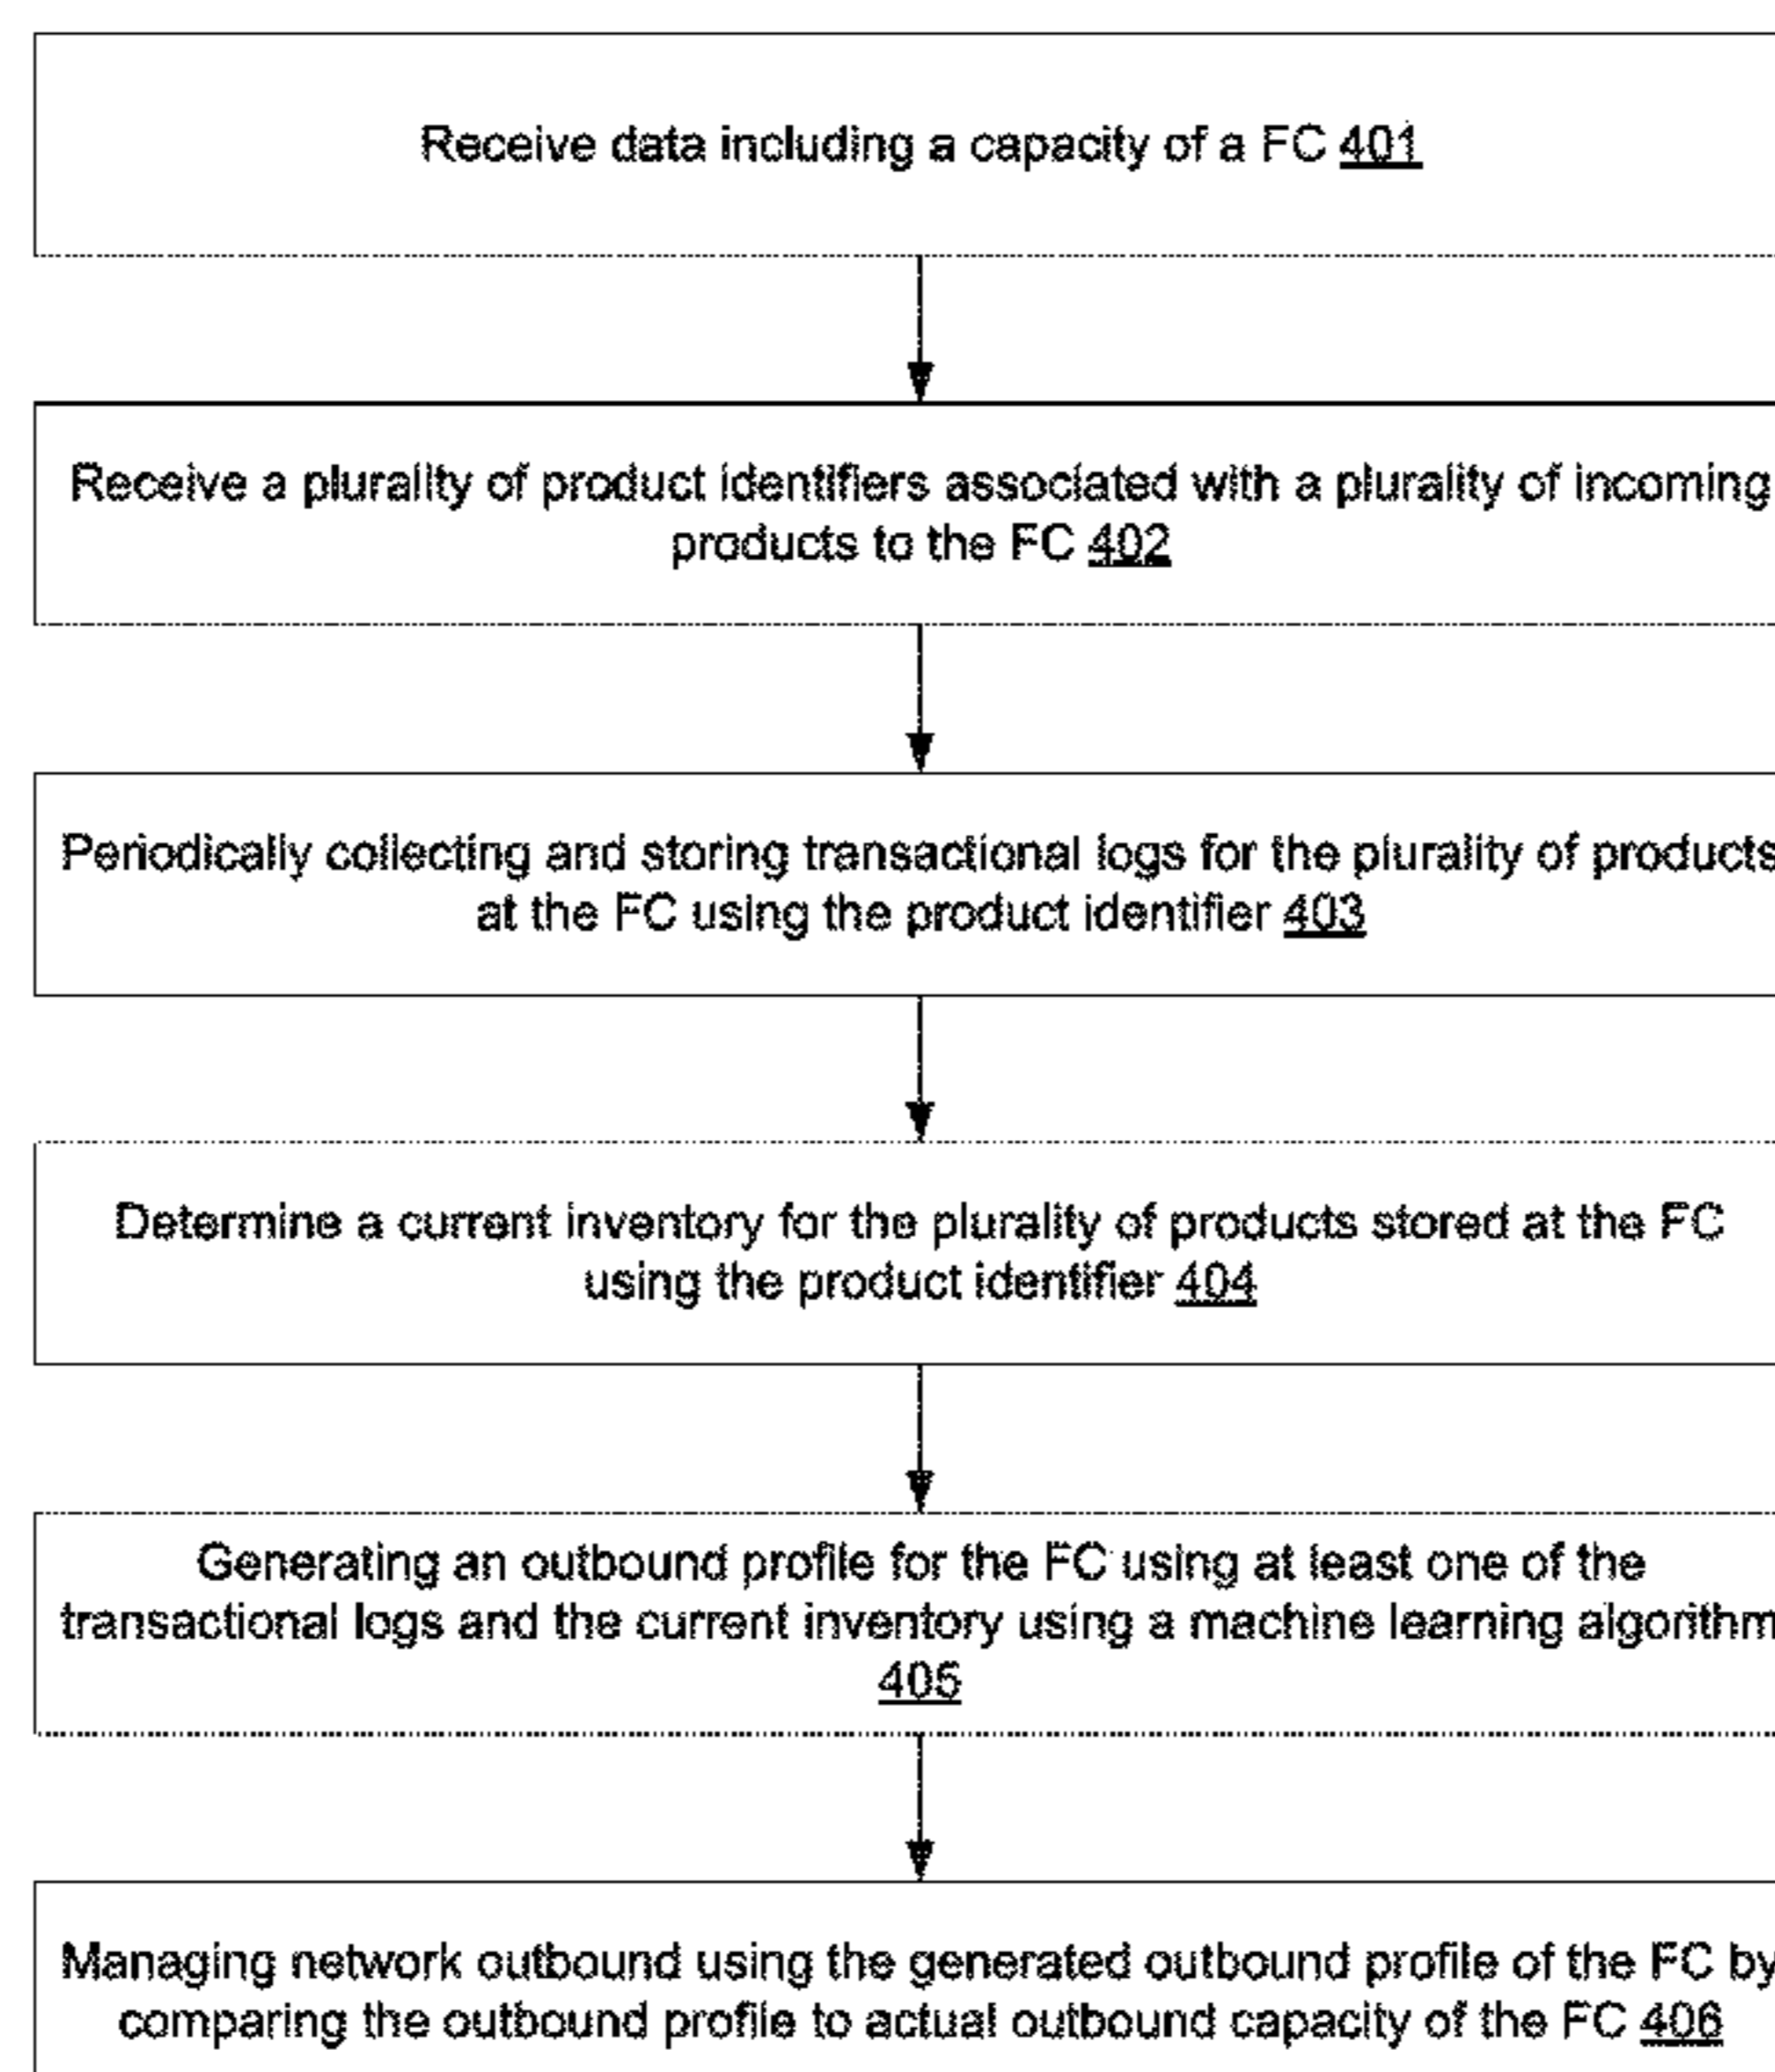 Receive data including a capacity of a FC 401
Receive a plurality of product identifiers associated with a plurality of incoming
products to the FC 402
Periodically collecting and storing transactional logs for the plurality of products
at the FC using the product identifier 403
Determine a current inventory for the plurality of products stored at the FC
using the product identifier 404
Generating an outbound profile for the FC using at least one of the
transactional logs and the current inventory using a machine learning algorithm
405
Managing network outbound using the generated outbound profile of the FC by
comparing the outbound profile to actual outbound capacity of the FC 406